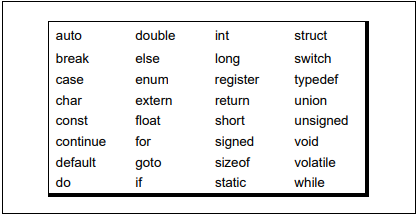 auto double int struct
break else long switch
case enum register typedef
char extern return union
const float short unsigned
continue for signed void
default goto sizeof volatile
do if static while